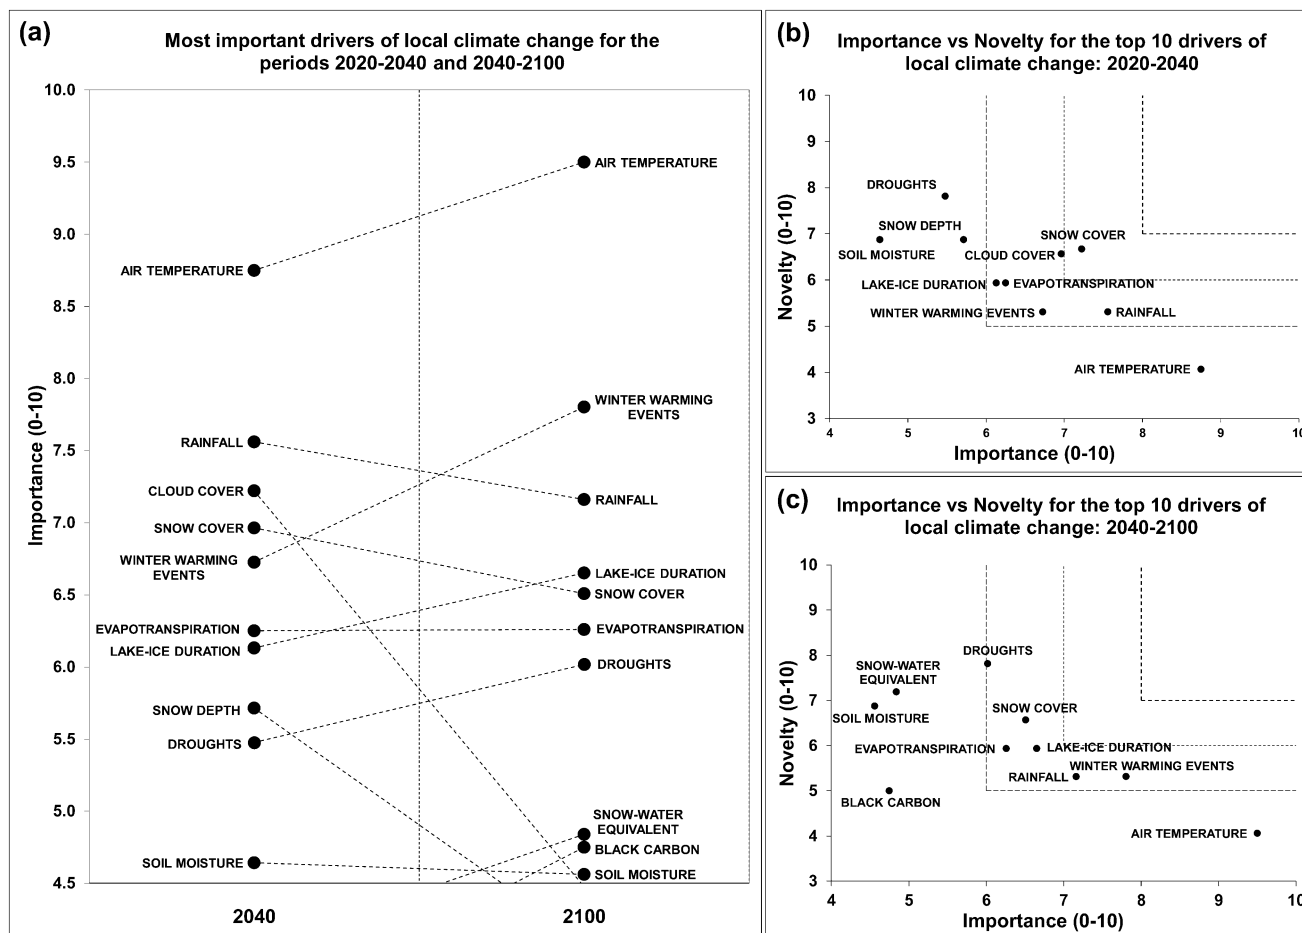 (a)
Most important drivers of local climate change for the
periods 2020-2040 and 2040-2100
Importance (0-10)
10.0
9.5
9.0
8.5
8.0
7.5
7.0
6.5
6.0
5.5
5.0
4.5
AIR TEMPERATURE
RAINFALL
CLOUD COVER
SNOW COVER
WINTER WARMING
EVENTS
EVAPOTRANSPIRATION
LAKE-ICE DURATION
SNOW DEPTH
DROUGHTS
SOIL MOISTURE
AIR TEMPERATURE
WINTER WARMING
EVENTS
RAINFALL
LAKE-ICE DURATION
SNOW COVER
EVAPOTRANSPIRATION
DROUGHTS
SNOW-WATER
EQUIVALENT
BLACK CARBON
SOIL MOISTURE
2040
2100
(b)
Importance vs Novelty for the top 10 drivers of
local climate change: 2020-2040
Novelty (0-10)
10
9
8
7
6
5
4
3
DROUGHTS
SNOW DEPTH
SNOW COVER
SOIL MOISTURE
CLOUD COVER
LAKE-ICE DURATION
EVAPOTRANSPIRATION
WINTER WARMING EVENTS
RAINFALL
AIR TEMPERATURE
4
5
6
7
8
9
10
Importance (0-10)
(c)
Importance vs Novelty for the top 10 drivers of
local climate change: 2040-2100
Novelty (0-10)
10
9
8
7
6
5
4
3
DROUGHTS
SNOW-WATER
EQUIVALENT
SNOW COVER
SOIL MOISTURE
EVAPOTRANSPIRATION
LAKE-ICE DURATION
WINTER WARMING EVENTS
RAINFALL
BLACK CARBON
AIR TEMPERATURE
4
5
6
7
8
9
10
Importance (0-10)